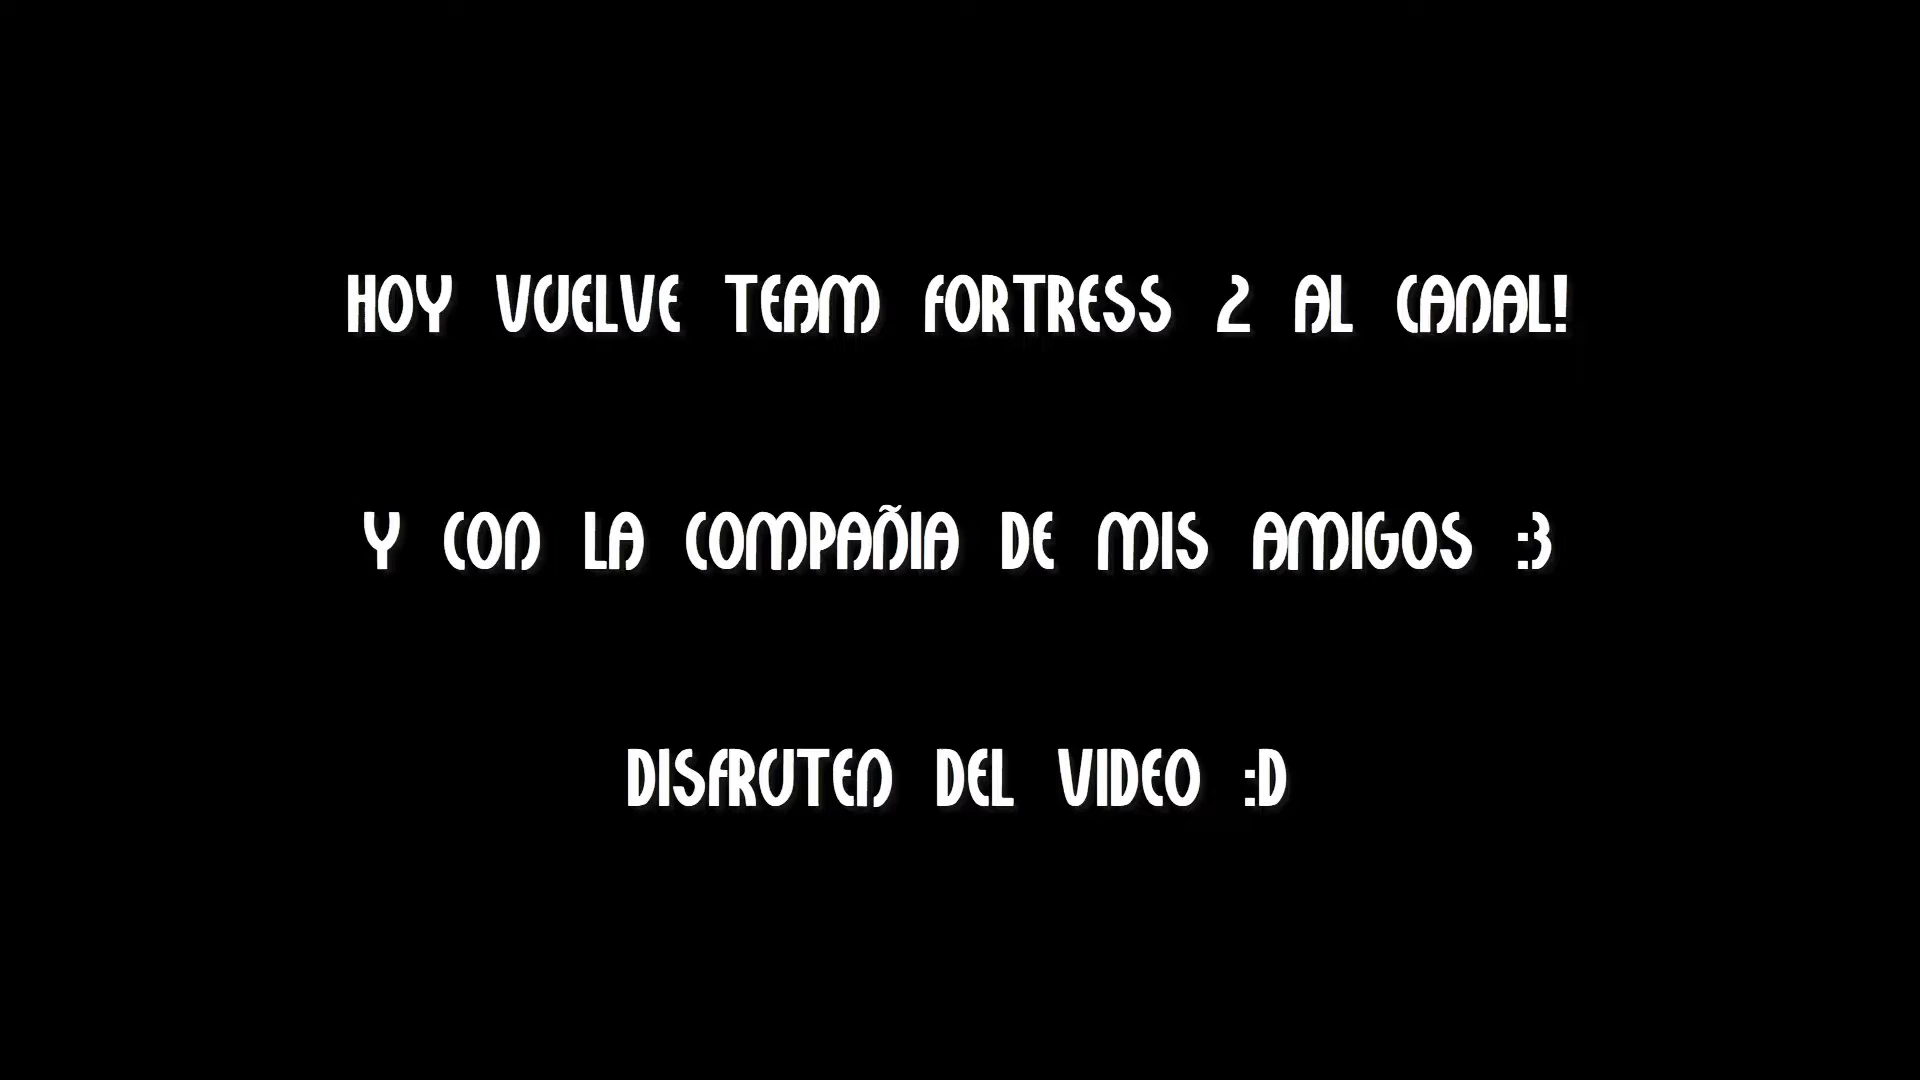 HOY VUELVE TEAM FORTRESS 2 AL CANAL!
Y CON LA COMPAÑIA DE MIS AMIGOS :3
DISFRUTEN DEL VIDEO :D